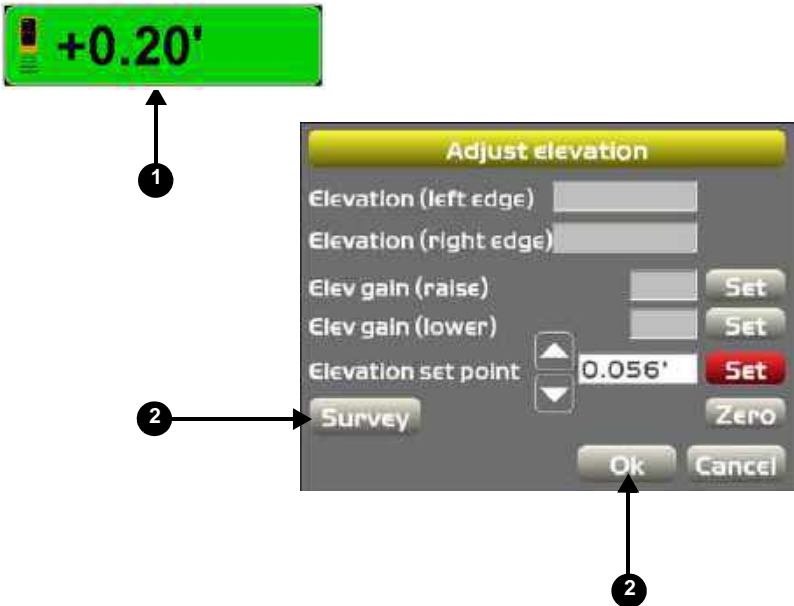 +0.20'
1
Adjust elevation
Elevation (left edge)
Elevation (right edge)
Elev gain (raise) Set
Elev gain (lower) Set
Elevation set point 0.056' Set
2 Survey Zero
Ok Cancel
2